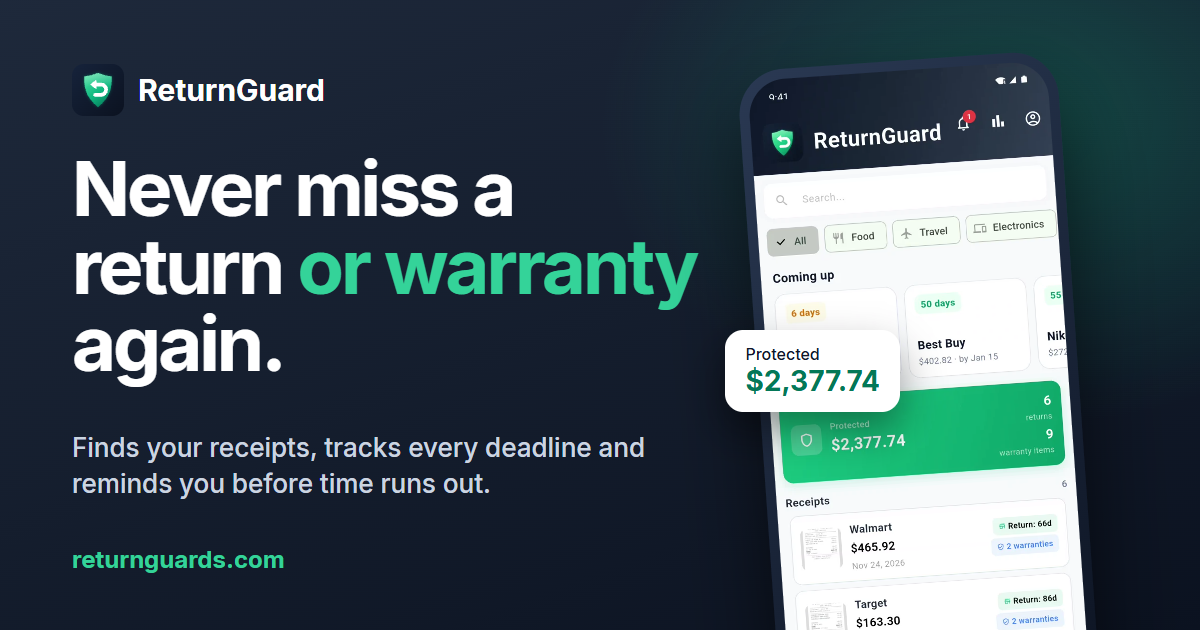 ReturnGuard
Never miss a
return or warranty
again.
Finds your receipts, tracks every deadline and
reminds you before time runs out.
returnguards.com
9:41
ReturnGuard
1
Search...
All
Food
Travel
Electronics
Coming up
6 days
50 days
55
Best Buy
$402.82 · by Jan 15
Nik
$272
Protected
$2,377.74
Protected
$2,377.74
6
returns
9
warranty items
Receipts
6
Walmart
$465.92
Nov 24, 2026
Return: 66d
2 warranties
Target
$163.30
Return: 86d
2 warranties